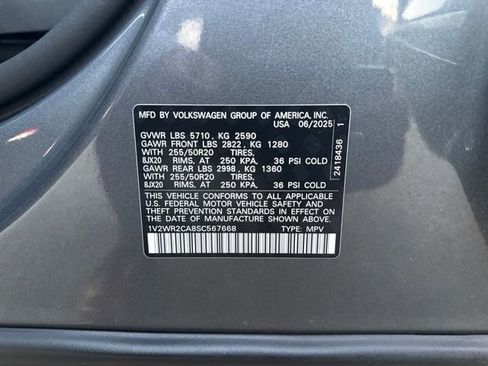 MFD BY VOLKSWAGEN GROUP OF AMERICA, INC.
USA 06/2025
GVWR LBS 5710, KG 2590
GAWR FRONT LBS 2822, KG 1280
WITH 255/50R20 TIRES,
8JX20 RIMS, AT 250 KPA, 36 PSI COLD
GAWR REAR LBS 2998, KG 1360
WITH 255/50R20 TIRES,
8JX20 RIMS, AT 250 KPA, 36 PSI COLD
THIS VEHICLE CONFORMS TO ALL APPLICABLE
U.S. FEDERAL MOTOR VEHICLE SAFETY AND
THEFT PREVENTION STANDARDS IN EFFECT ON
THE DATE OF MANUFACTURE SHOWN ABOVE.
1V2WR2CA8SC567668 TYPE: MPV
2418436 1